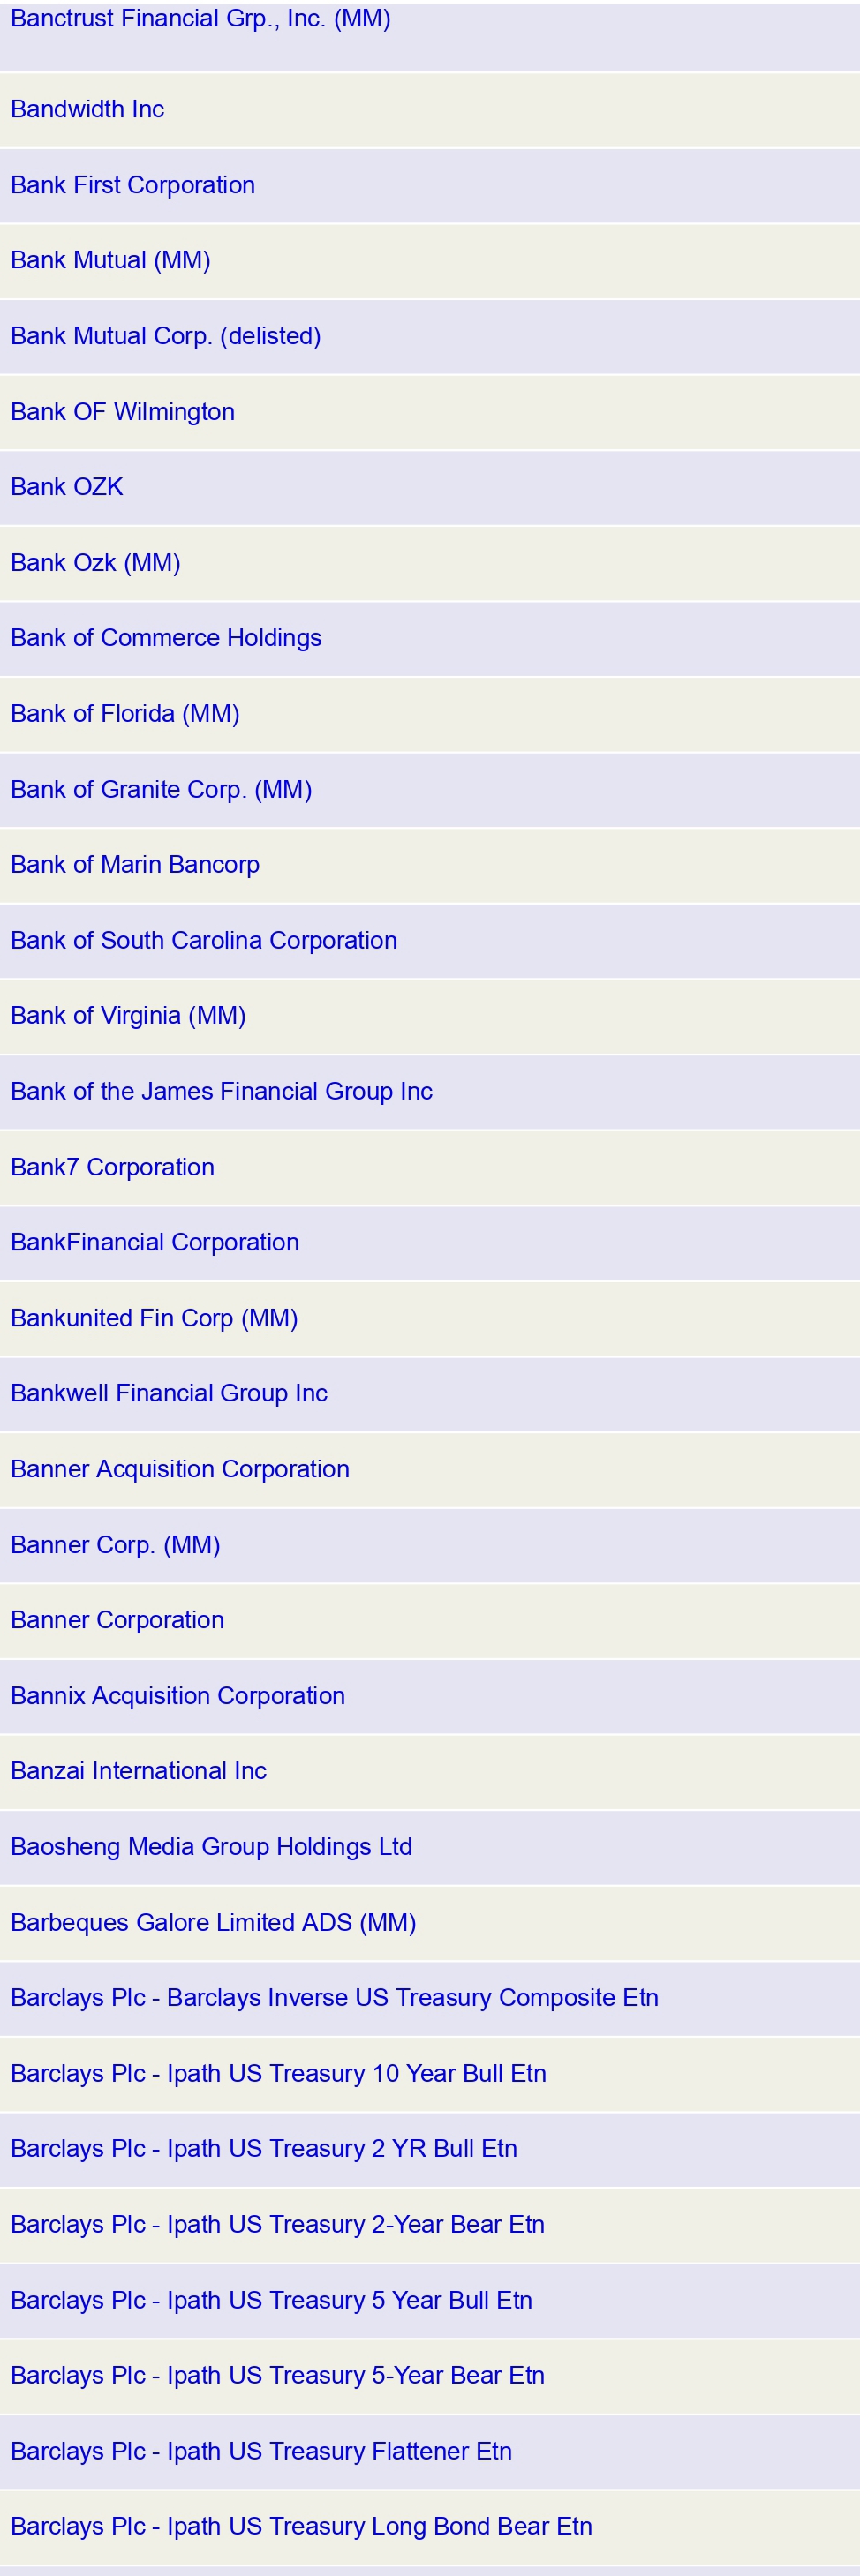 Banctrust Financial Grp., Inc. (MM)
Bandwidth Inc
Bank First Corporation
Bank Mutual (MM)
Bank Mutual Corp. (delisted)
Bank OF Wilmington
Bank OZK
Bank Ozk (MM)
Bank of Commerce Holdings
Bank of Florida (MM)
Bank of Granite Corp. (MM)
Bank of Marin Bancorp
Bank of South Carolina Corporation
Bank of Virginia (MM)
Bank of the James Financial Group Inc
Bank7 Corporation
BankFinancial Corporation
Bankunited Fin Corp (MM)
Bankwell Financial Group Inc
Banner Acquisition Corporation
Banner Corp. (MM)
Banner Corporation
Bannix Acquisition Corporation
Banzai International Inc
Baosheng Media Group Holdings Ltd
Barbeques Galore Limited ADS (MM)
Barclays Plc - Barclays Inverse US Treasury Composite Etn
Barclays Plc - Ipath US Treasury 10 Year Bull Etn
Barclays Plc - Ipath US Treasury 2 YR Bull Etn
Barclays Plc - Ipath US Treasury 2-Year Bear Etn
Barclays Plc - Ipath US Treasury 5 Year Bull Etn
Barclays Plc - Ipath US Treasury 5-Year Bear Etn
Barclays Plc - Ipath US Treasury Flattener Etn
Barclays Plc - Ipath US Treasury Long Bond Bear Etn